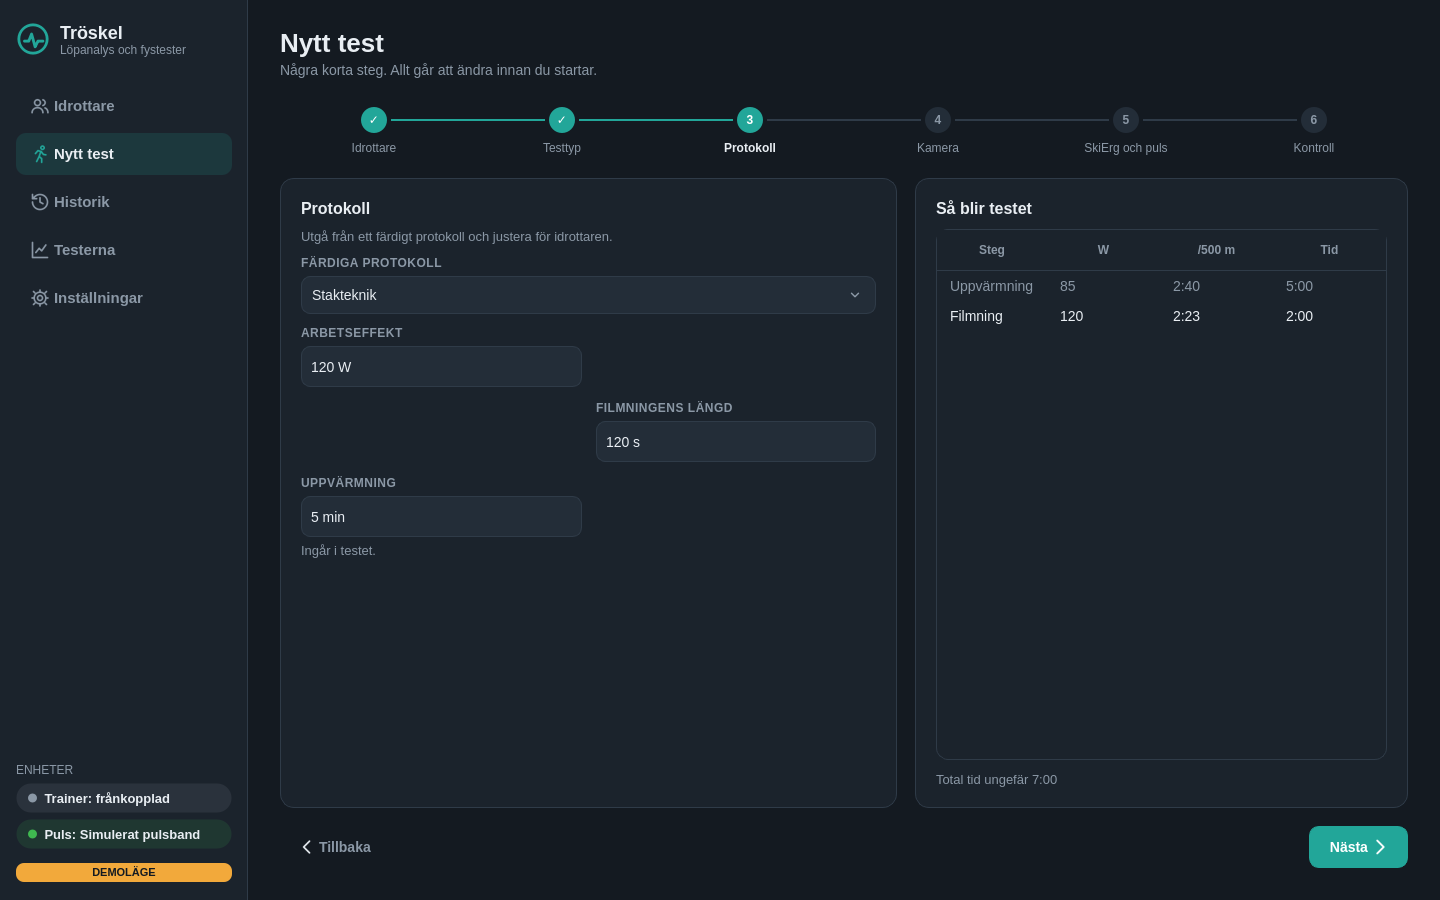 Tröskel
Löpanalys och fystester
Idrottare
Nytt test
Historik
Testerna
Inställningar
ENHETER
Trainer: frånkopplad
Puls: Simulerat pulsband
DEMOLÄGE
Nytt test
Några korta steg. Allt går att ändra innan du startar.
✓ ✓ 3 4 5 6
Idrottare Testtyp Protokoll Kamera SkiErg och puls Kontroll
Protokoll
Utgå från ett färdigt protokoll och justera för idrottaren.
FÄRDIGA PROTOKOLL
Stakteknik
ARBETSEFFEKT
120 W
FILMNINGENS LÄNGD
120 s
UPPVÄRMNING
5 min
Ingår i testet.
Så blir testet
Steg W /500 m Tid
Uppvärmning 85 2:40 5:00
Filmning 120 2:23 2:00
Total tid ungefär 7:00
Tillbaka
Nästa